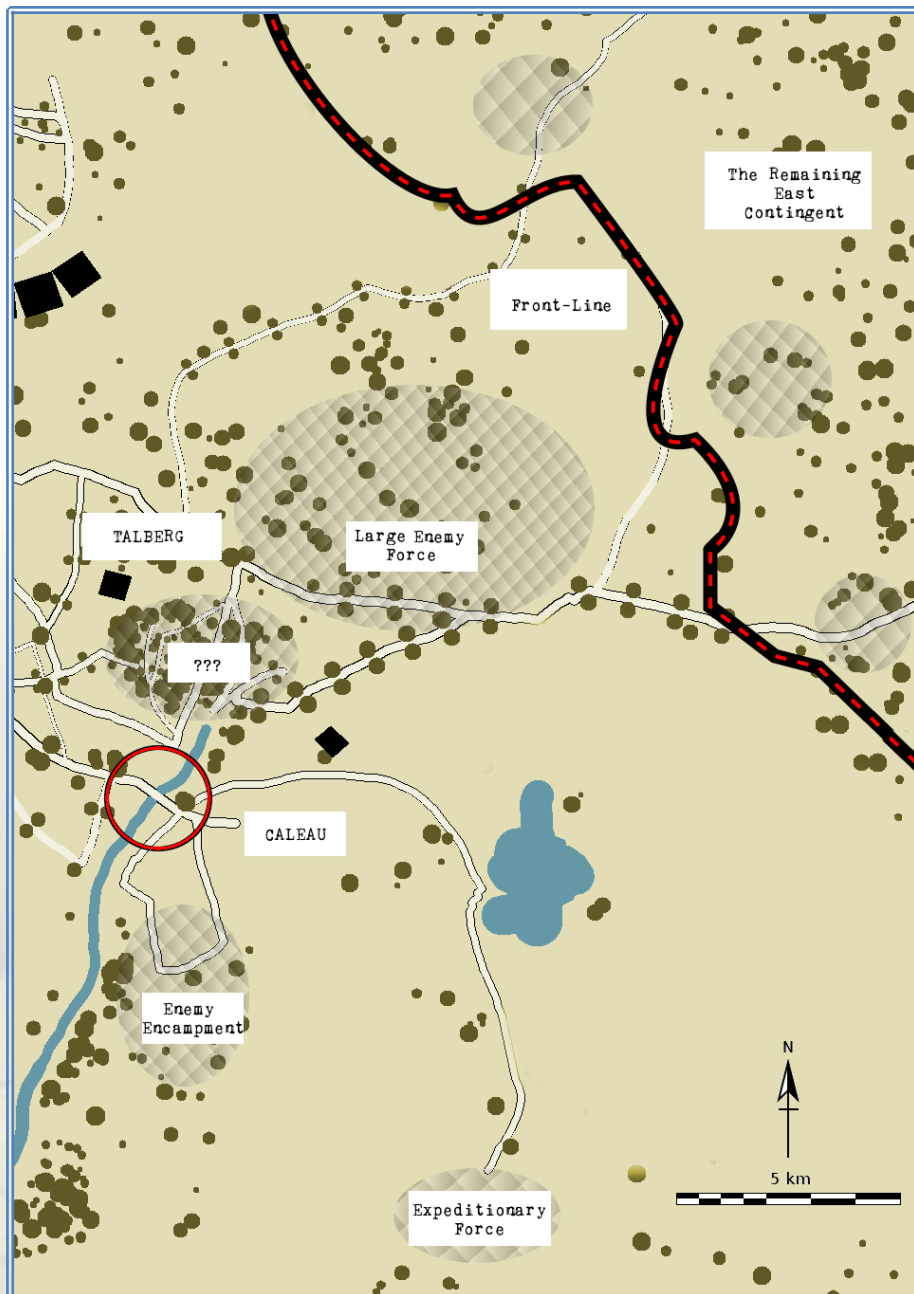 The Remaining
East
Contingent
Front-Line
TALBERG
Large Enemy
Force
???
CALEAU
Enemy
Encampment
N
5 km
Expeditionary
Force